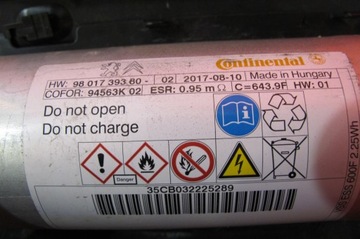 Continental
HW: 98 017 393 80 - 02 2017-08-10 Made in Hungary
COFOR: 94563K 02 ESR: 0.95 mΩ C=643.9F HW: 01
Do not open
Do not charge
Danger
35CB032225289
600F 2.25Wh